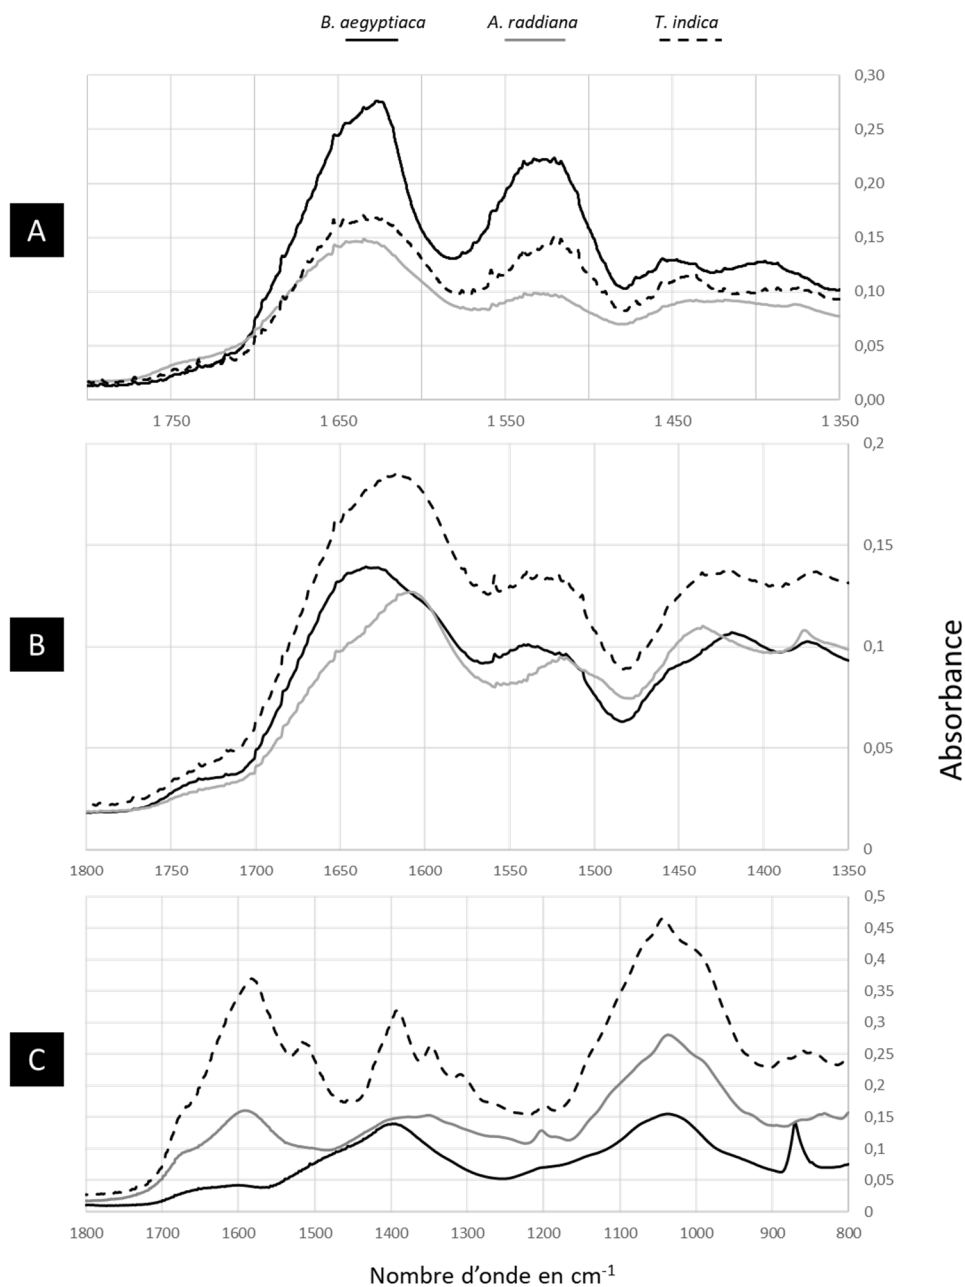 B. aegyptiaca A. raddiana T. indica
A
0,30
0,25
0,20
0,15
0,10
0,05
0,00
1 750 1 650 1 550 1 450 1 350
B
0,2
0,15
0,1
0,05
0
1800 1750 1700 1650 1600 1550 1500 1450 1400 1350
Absorbance
C
0,5
0,45
0,4
0,35
0,3
0,25
0,2
0,15
0,1
0,05
0
1800 1700 1600 1500 1400 1300 1200 1100 1000 900 800
Nombre d’onde en cm-1